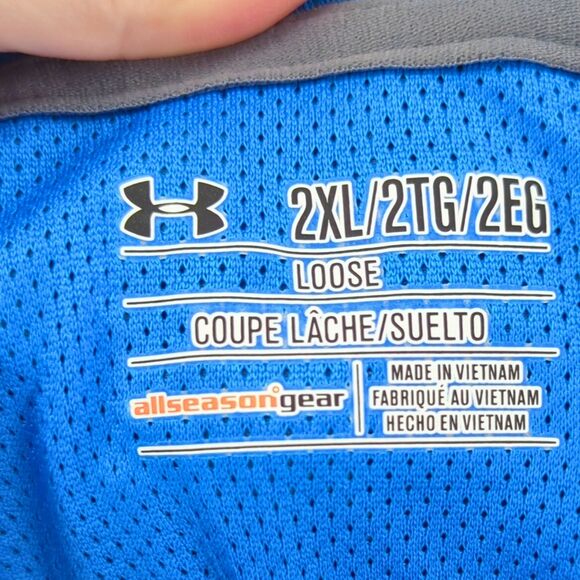 2XL/2TG/2EG
LOOSE
COUPE LÂCHE/SUELTO
allseasongear
MADE IN VIETNAM
FABRIQUÉ AU VIETNAM
HECHO EN VIETNAM